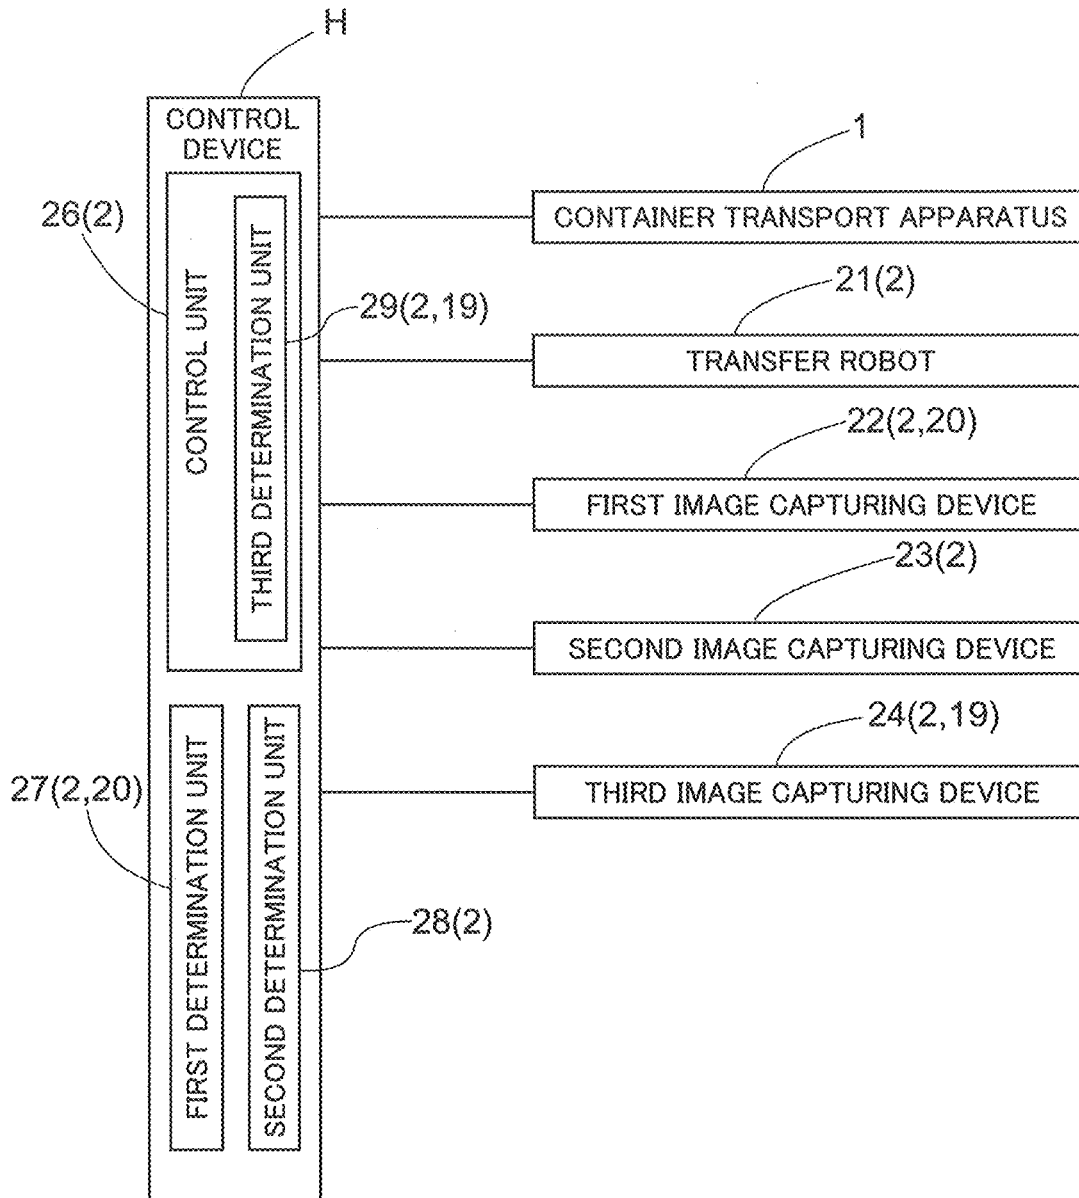 H
CONTROL
DEVICE
1
CONTAINER TRANSPORT APPARATUS
26(2)
CONTROL UNIT
THIRD DETERMINATION UNIT
29(2,19)
21(2)
TRANSFER ROBOT
22(2,20)
FIRST IMAGE CAPTURING DEVICE
23(2)
SECOND IMAGE CAPTURING DEVICE
24(2,19)
THIRD IMAGE CAPTURING DEVICE
27(2,20)
FIRST DETERMINATION UNIT
SECOND DETERMINATION UNIT
28(2)